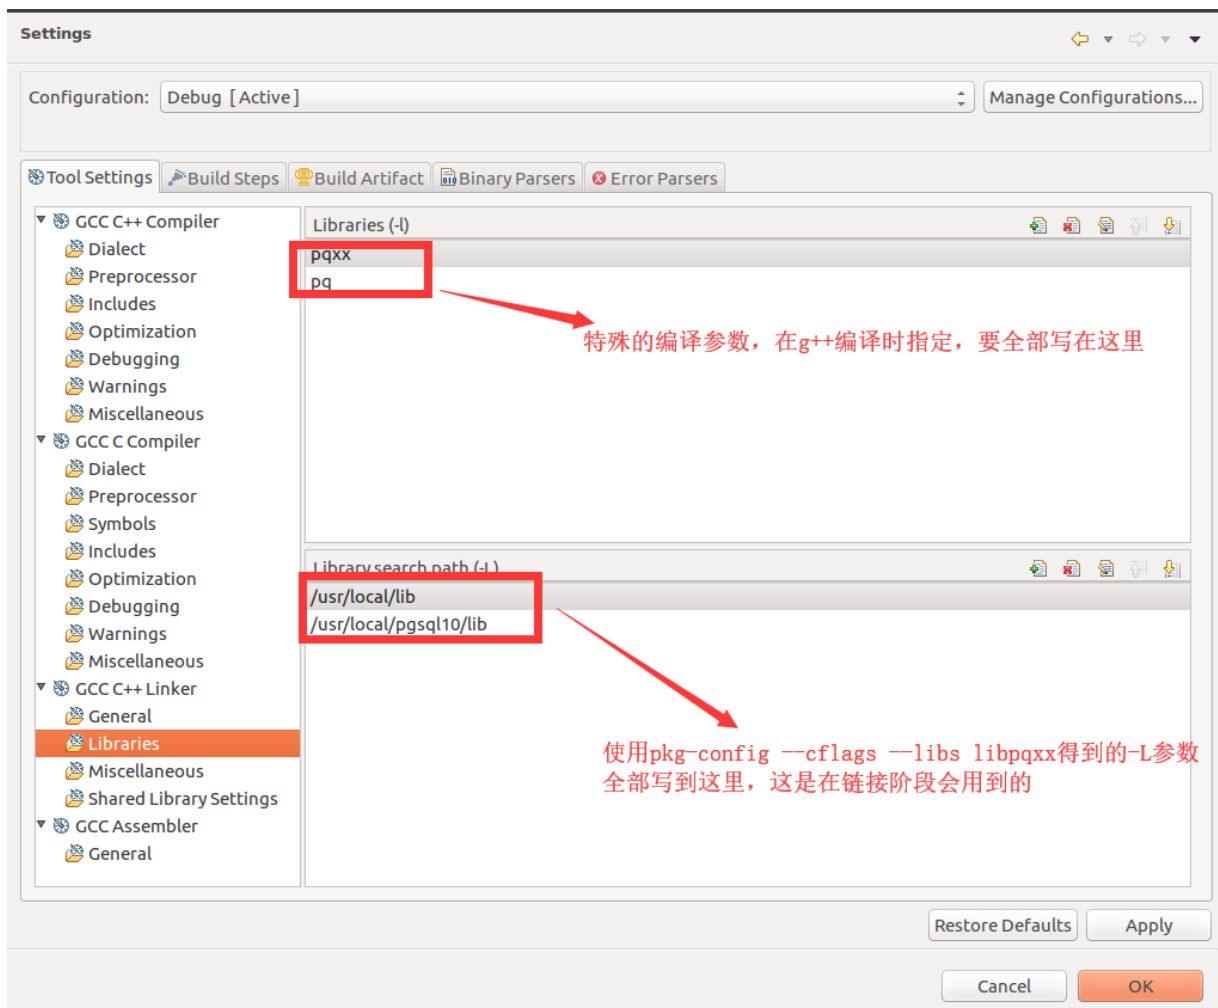 Settings
Configuration:
Debug [Active]
Manage Configurations...
Tool Settings
Build Steps
Build Artifact
Binary Parsers
Error Parsers
GCC C++ Compiler
Dialect
Preprocessor
Includes
Optimization
Debugging
Warnings
Miscellaneous
GCC C Compiler
Dialect
Preprocessor
Symbols
Includes
Optimization
Debugging
Warnings
Miscellaneous
GCC C++ Linker
General
Libraries
Miscellaneous
Shared Library Settings
GCC Assembler
General
Libraries (-l)
pqxx
pq
特殊的编译参数，在g++编译时指定，要全部写在这里
Library search path (-L)
/usr/local/lib
/usr/local/pgsql10/lib
使用pkg-config --cflags --libs libpqxx得到的-L参数
全部写到这里，这是在链接阶段会用到的
Restore Defaults
Apply
Cancel
OK